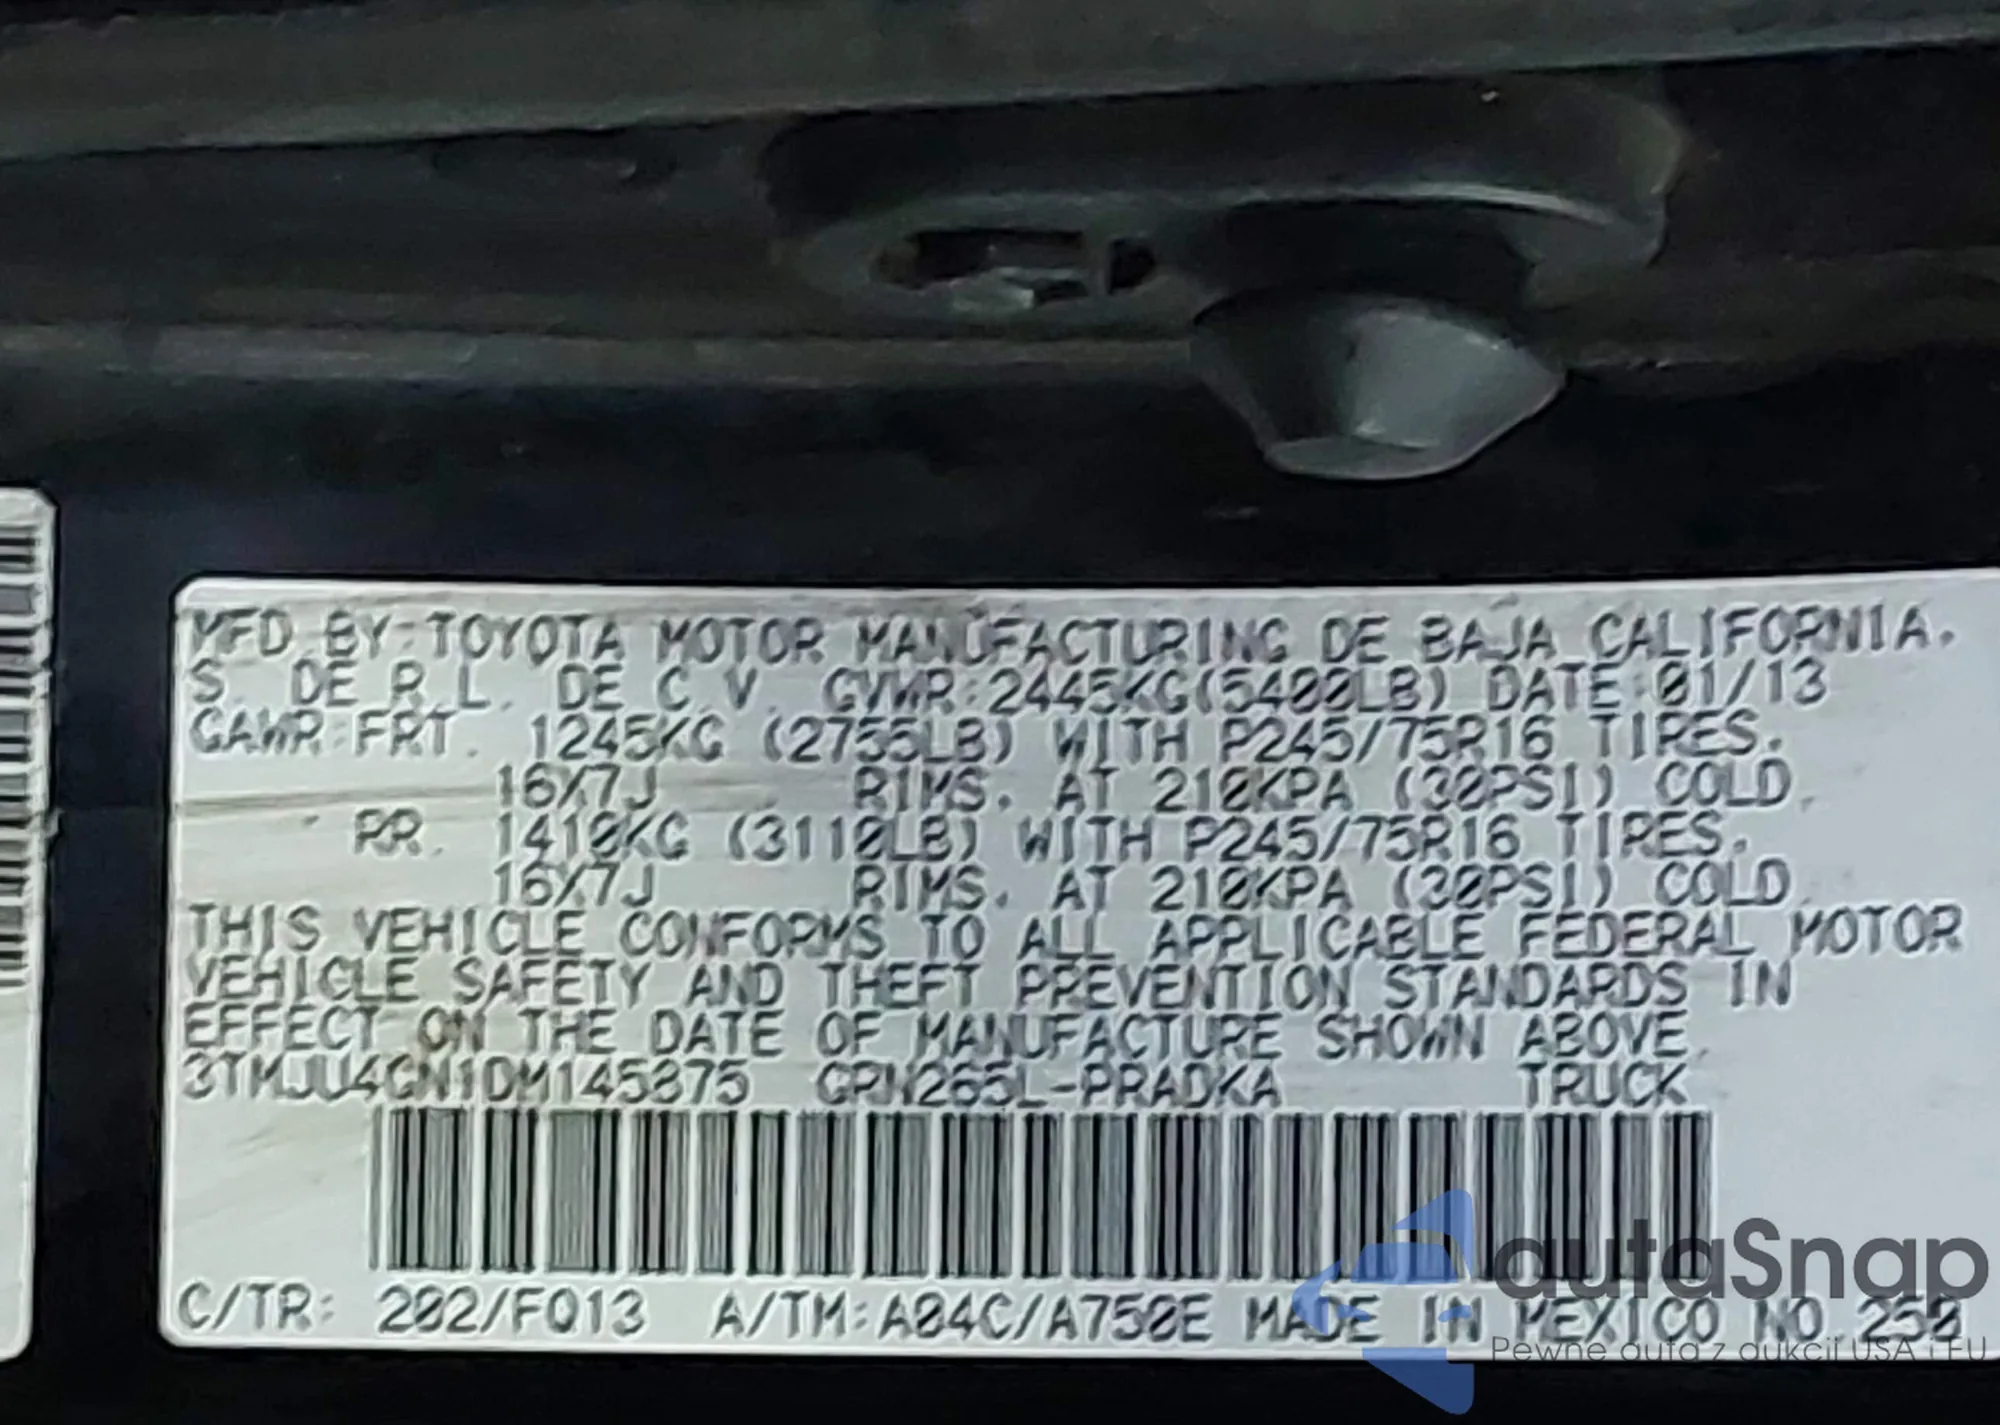 MFD BY:TOYOTA MOTOR MANUFACTURING DE BAJA CALIFORNIA.
S. DE R.L. DE C.V. GVWR:2445KG(5400LB) DATE:01/13
GAWR:FRT. 1245KG (2755LB) WITH P245/75R16 TIRES.
16X7J RIMS. AT 210KPA (30PSI) COLD.
RR. 1410KG (3110LB) WITH P245/75R16 TIRES.
16X7J RIMS. AT 210KPA (30PSI) COLD.
THIS VEHICLE CONFORMS TO ALL APPLICABLE FEDERAL MOTOR
VEHICLE SAFETY AND THEFT PREVENTION STANDARDS IN
EFFECT ON THE DATE OF MANUFACTURE SHOWN ABOVE.
3TMJU4GN1DM145875 GRN265L-PRADKA TRUCK
C/TR: 202/FQ13 A/TM:A04C/A750E MADE IN MEXICO NO.250
autaSnap
Pewne auta z aukcji USA i EU